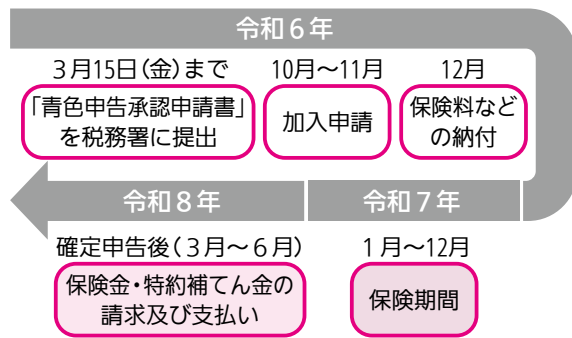 令和６年
３月15日（金）まで
「青色申告承認申請書」
を税務署に提出
10月～11月
加入申請
12月
保険料など
の納付
令和７年
１月～12月
保険期間
令和８年
確定申告後（３月～６月）
保険金・特約補てん金の
請求及び支払い